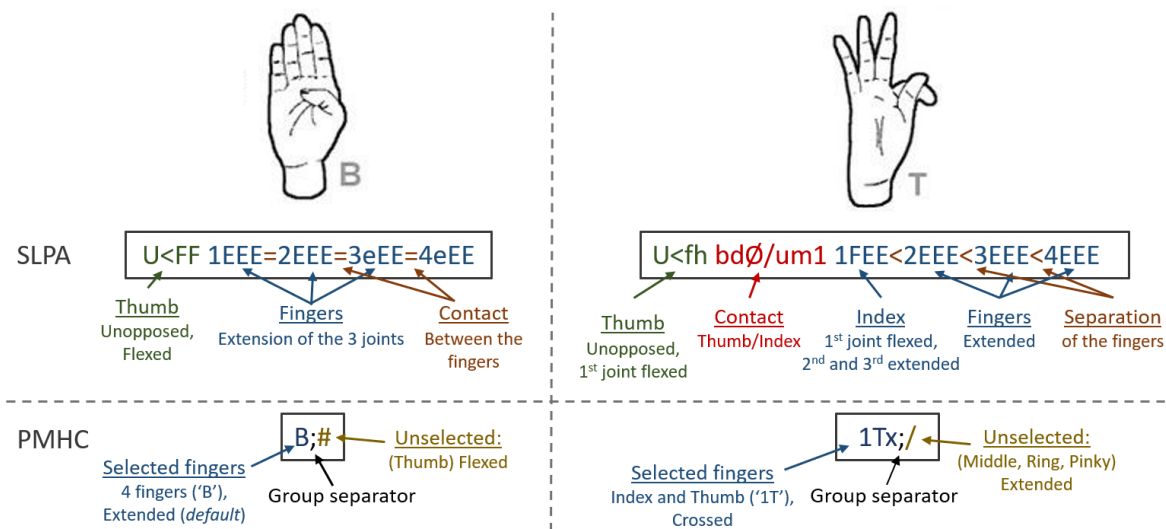 B
T
SLPA
U<FF 1EEE=2EEE=3eEE=4eEE
Thumb
Unopposed,
Flexed
Fingers
Extension of the 3 joints
Contact
Between the
fingers
U<fh bdØ/um1 1FEE<2EEE<3EEE<4EEE
Thumb
Unopposed,
1st joint flexed
Contact
Thumb/Index
Index
1st joint flexed,
2nd and 3rd extended
Fingers
Extended
Separation
of the fingers
PMHC
B;#
Selected fingers
4 fingers (‘B’),
Extended (default)
Group separator
Unselected:
(Thumb) Flexed
1Tx;/
Selected fingers
Index and Thumb (‘1T’),
Crossed
Group separator
Unselected:
(Middle, Ring, Pinky)
Extended